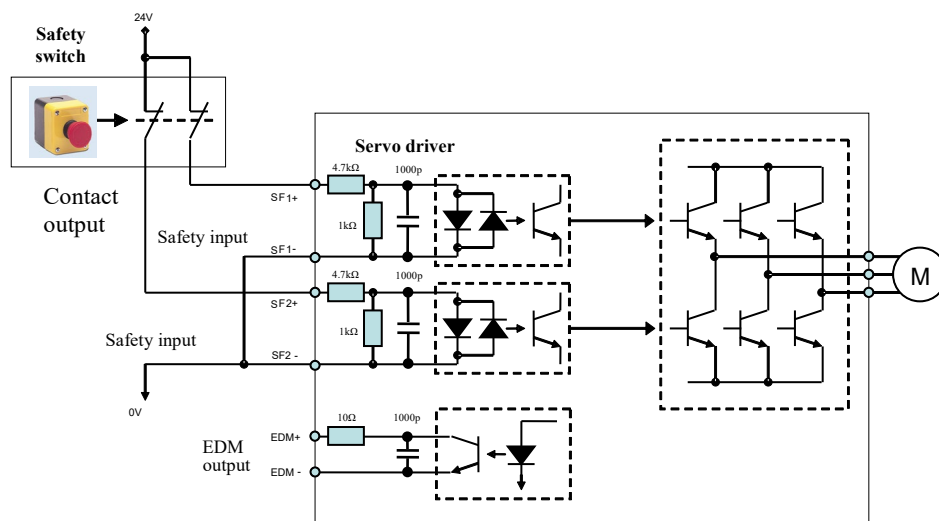 24V
Safety
switch
Contact
output
Servo driver
4.7kΩ
1000p
SF1+
1kΩ
Safety input
SF1-
4.7kΩ
1000p
SF2+
1kΩ
Safety input
SF2 -
0V
M
10Ω
1000p
EDM+
EDM
output
EDM -